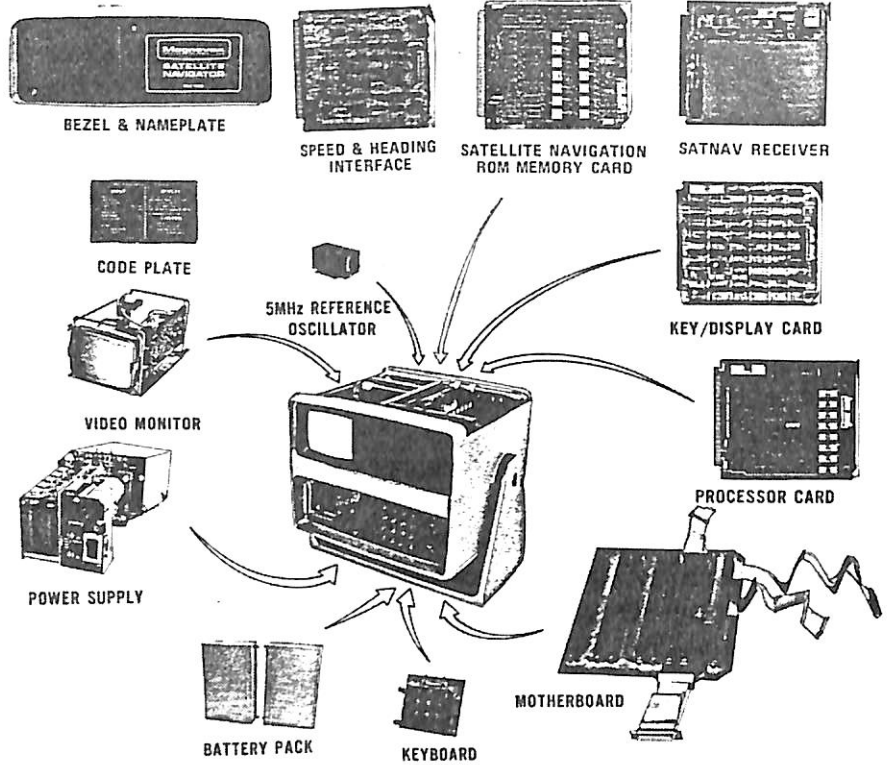 Magnavox
SATELLITE
NAVIGATOR
BEZEL & NAMEPLATE
SPEED & HEADING
INTERFACE
SATELLITE NAVIGATION
ROM MEMORY CARD
SATNAV RECEIVER
CODE PLATE
5MHz REFERENCE
OSCILLATOR
KEY/DISPLAY CARD
VIDEO MONITOR
PROCESSOR CARD
POWER SUPPLY
MOTHERBOARD
BATTERY PACK
KEYBOARD